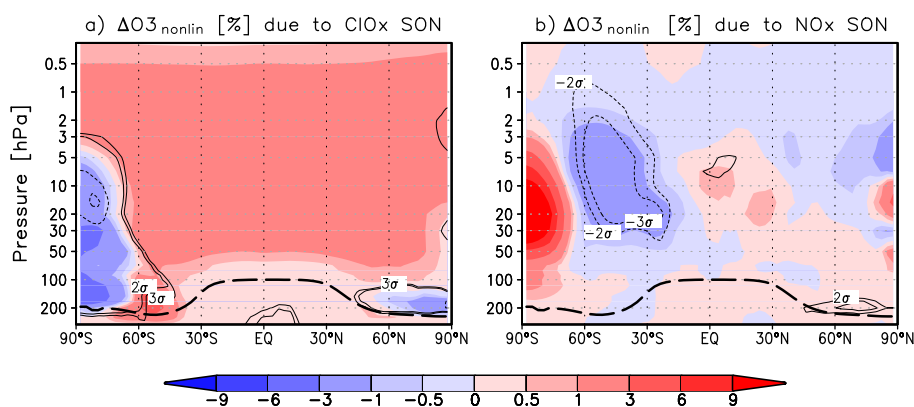 a) ΔO3nonlin [%] due to ClOx SON
b) ΔO3nonlin [%] due to NOx SON
Pressure [hPa]
0.5
1
2
3
5
10
20
30
50
100
200
2σ
3σ
3σ
90°S 60°S 30°S EQ 30°N 60°N 90°N
0.5
1
2
3
5
10
20
30
50
100
200
−2σ
−3σ
−2σ
2σ
90°S 60°S 30°S EQ 30°N 60°N 90°N
−9 −6 −3 −1 −0.5 0 0.5 1 3 6 9